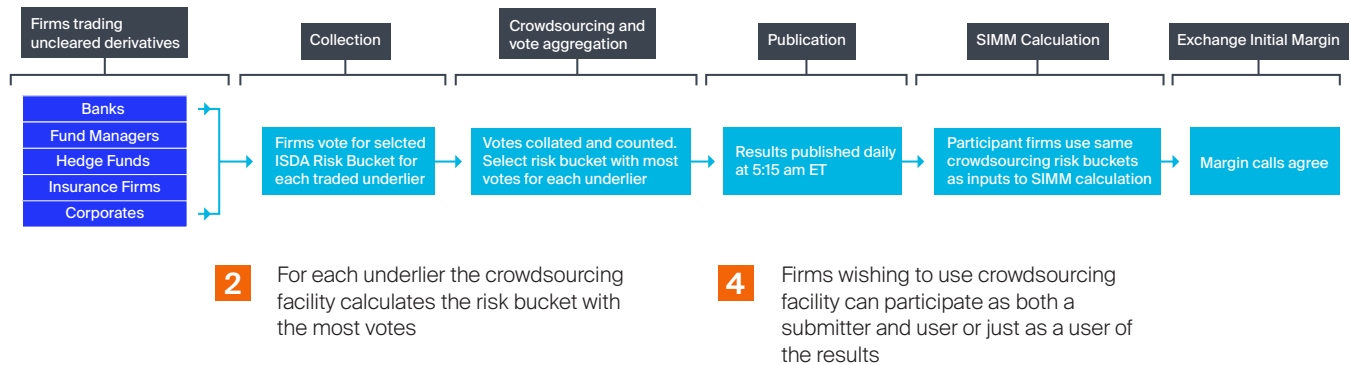 Firms trading
uncleared derivatives
Collection
Crowdsourcing and
vote aggregation
Publication
SIMM Calculation
Exchange Initial Margin
Banks
Fund Managers
Hedge Funds
Insurance Firms
Corporates
Firms vote for selcted
ISDA Risk Bucket for
each traded underlier
Votes collated and counted.
Select risk bucket with most
votes for each underlier
Results published daily
at 5:15 am ET
Participant firms use same
crowdsourcing risk buckets
as inputs to SIMM calculation
Margin calls agree
2
For each underlier the crowdsourcing
facility calculates the risk bucket with
the most votes
4
Firms wishing to use crowdsourcing
facility can participate as both a
submitter and user or just as a user of
the results